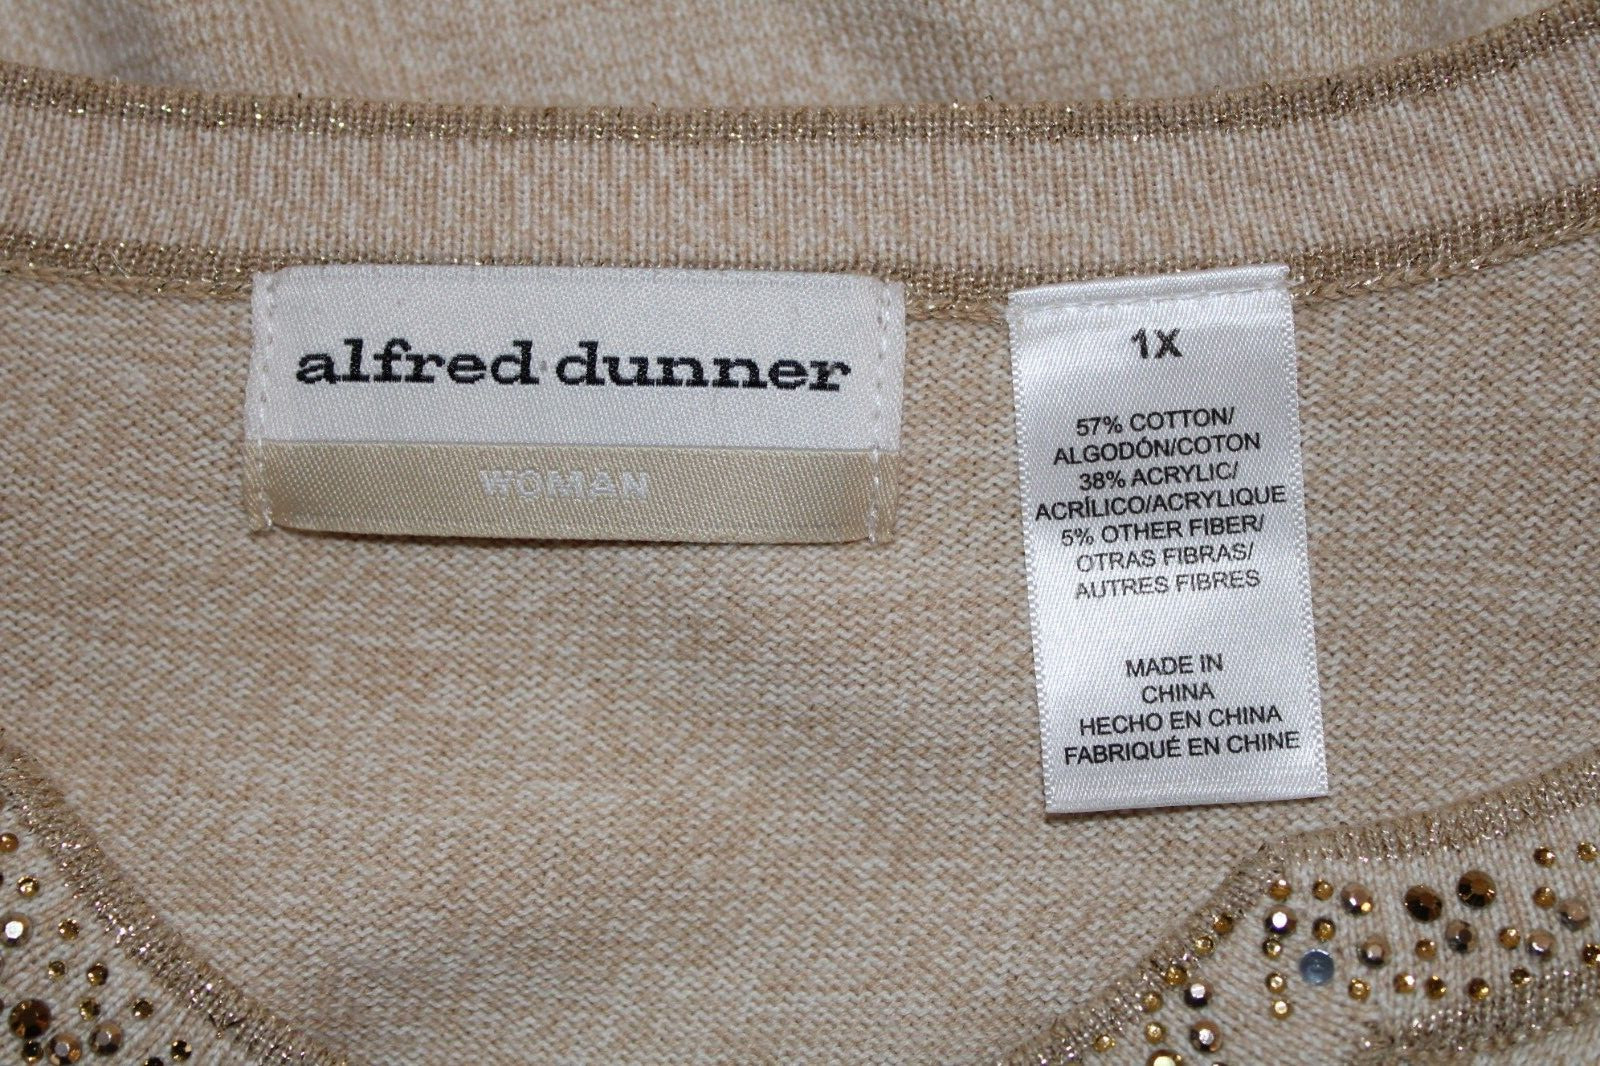 alfred dunner
WOMAN
1X
57% COTTON/
ALGODÓN/COTON
38% ACRYLIC/
ACRÍLICO/ACRYLIQUE
5% OTHER FIBER/
OTRAS FIBRAS/
AUTRES FIBRES
MADE IN
CHINA
HECHO EN CHINA
FABRIQUÉ EN CHINE